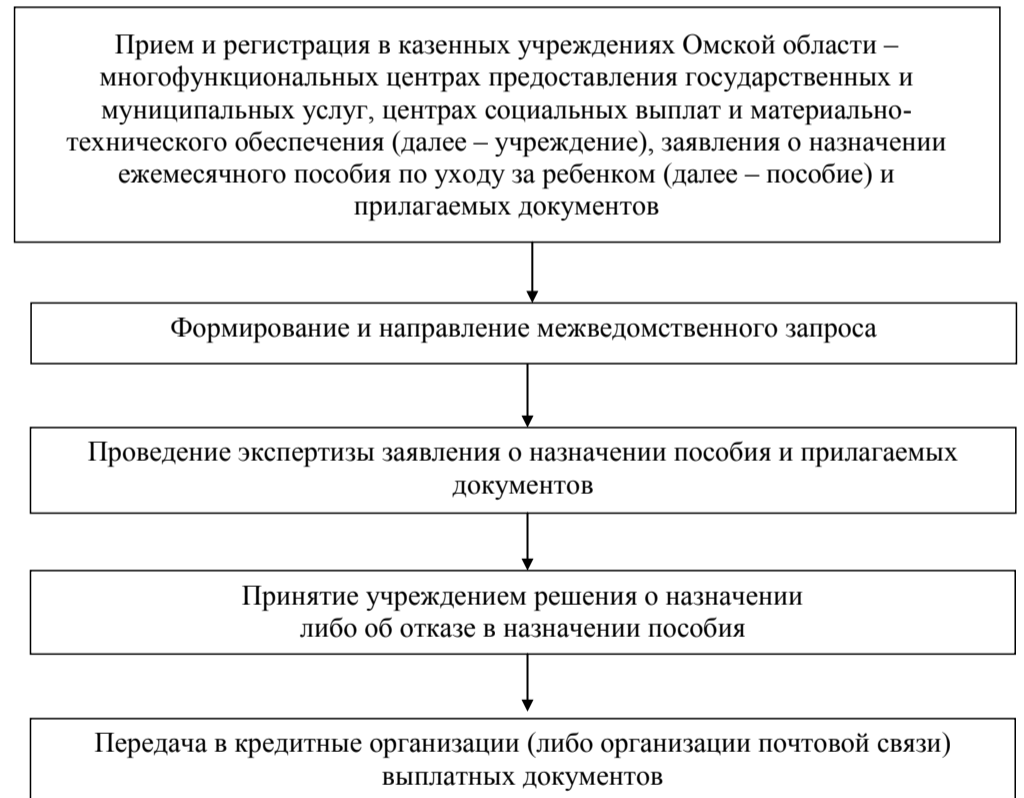 Прием и регистрация в казенных учреждениях Омской области –
многофункциональных центрах предоставления государственных и
муниципальных услуг, центрах социальных выплат и материально-
технического обеспечения (далее – учреждение), заявления о назначении
ежемесячного пособия по уходу за ребенком (далее – пособие) и
прилагаемых документов
Формирование и направление межведомственного запроса
Проведение экспертизы заявления о назначении пособия и прилагаемых
документов
Принятие учреждением решения о назначении
либо об отказе в назначении пособия
Передача в кредитные организации (либо организации почтовой связи)
выплатных документов